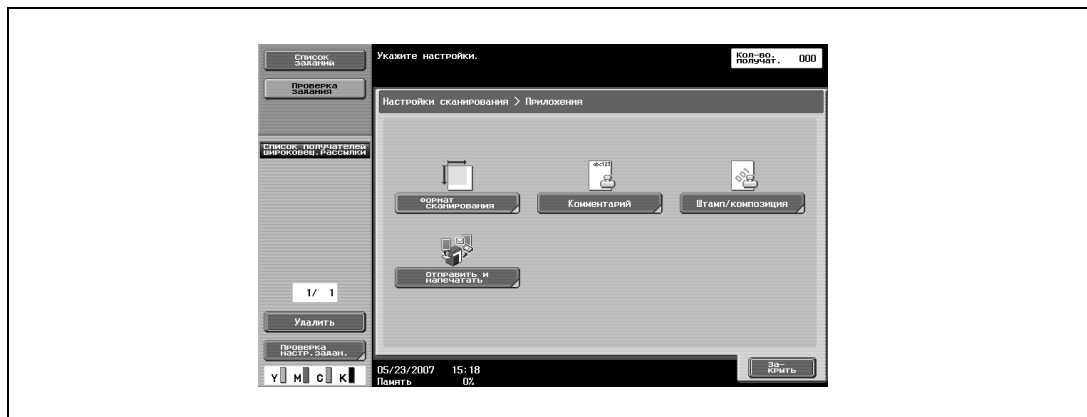 Список
заданий
Укажите настройки.
Кол-во.
получат.
000
Проверка
задания
Настройки сканирования > Приложения
Список получателей
широковещ.рассылки
abc123
001
Формат
сканирования
Комментарий
Штамп/композиция
Отправить и
напечатать
1/ 1
Удалить
Проверка
настр.задан.
05/23/2007 15:18
Память 0%
За-
крыть
Y M C K